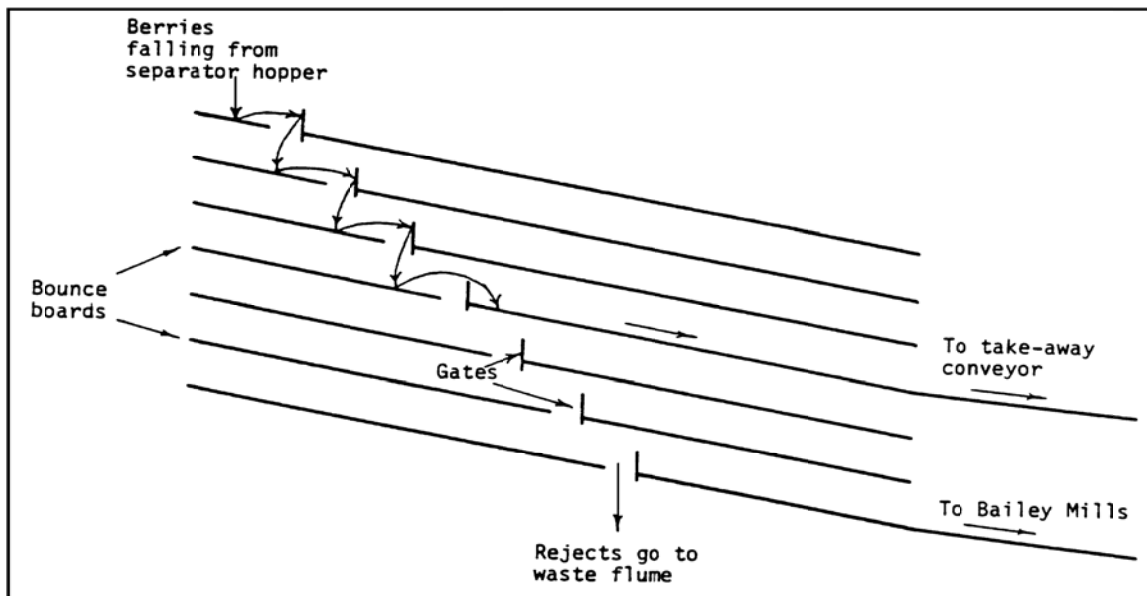 Berries
falling from
separator hopper
Bounce
boards
Gates
To take-away
conveyor
To Bailey Mills
Rejects go to
waste flume